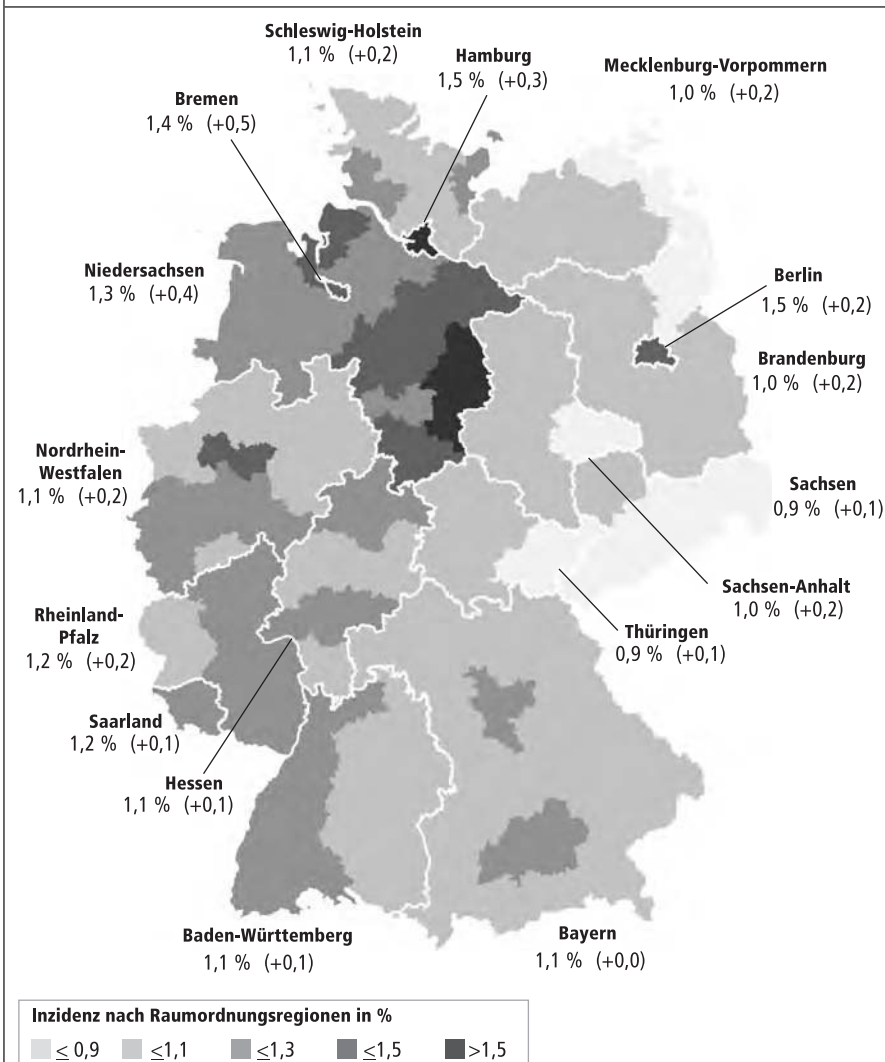 Schleswig-Holstein
1,1 % (+0,2)
Hamburg
1,5 % (+0,3)
Mecklenburg-Vorpommern
1,0 % (+0,2)
Bremen
1,4 % (+0,5)
Niedersachsen
1,3 % (+0,4)
Berlin
1,5 % (+0,2)
Brandenburg
1,0 % (+0,2)
Nordrhein-
Westfalen
1,1 % (+0,2)
Sachsen
0,9 % (+0,1)
Sachsen-Anhalt
1,0 % (+0,2)
Thüringen
0,9 % (+0,1)
Rheinland-
Pfalz
1,2 % (+0,2)
Saarland
1,2 % (+0,1)
Hessen
1,1 % (+0,1)
Baden-Württemberg
1,1 % (+0,1)
Bayern
1,1 % (+0,0)
Inzidenz nach Raumordnungsregionen in %
≤ 0,9 ≤1,1 ≤1,3 ≤1,5 >1,5